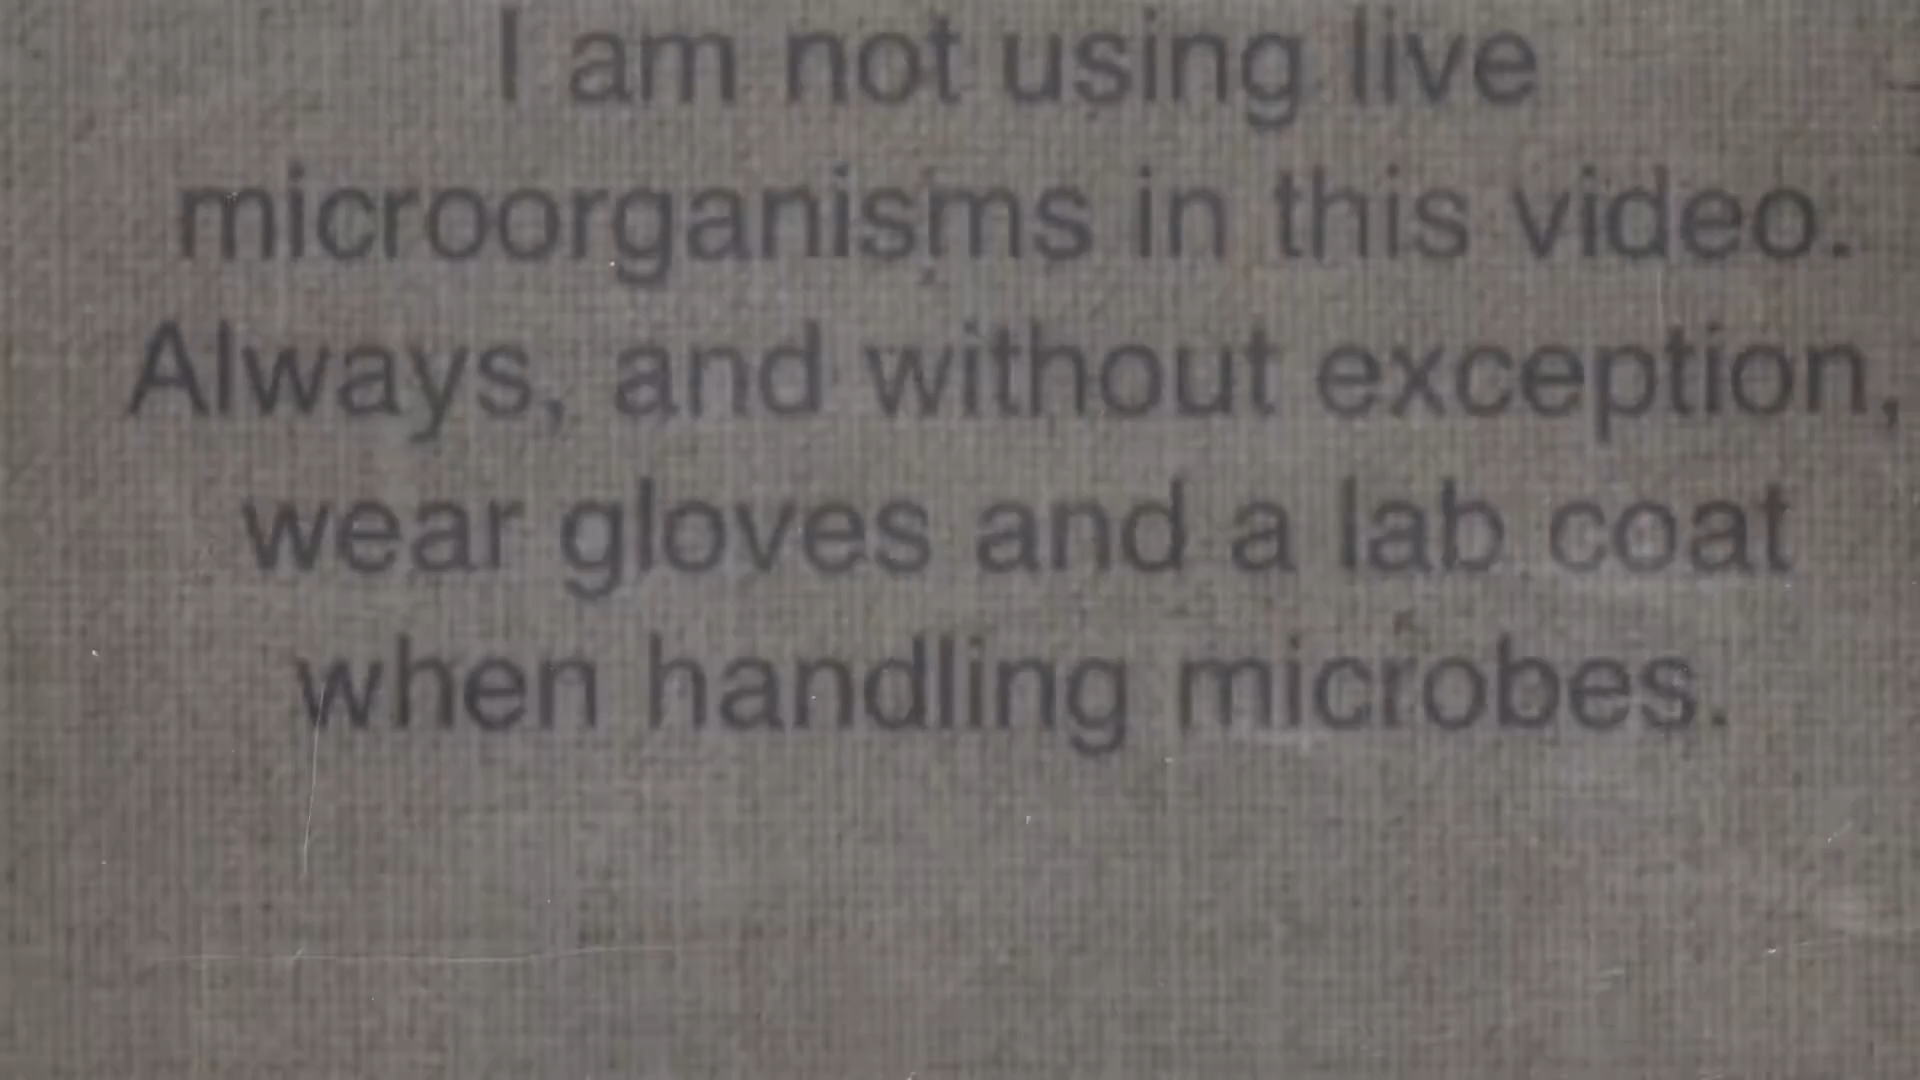 I am not using live
microorganisms in this video.
Always, and without exception,
wear gloves and a lab coat
when handling microbes.